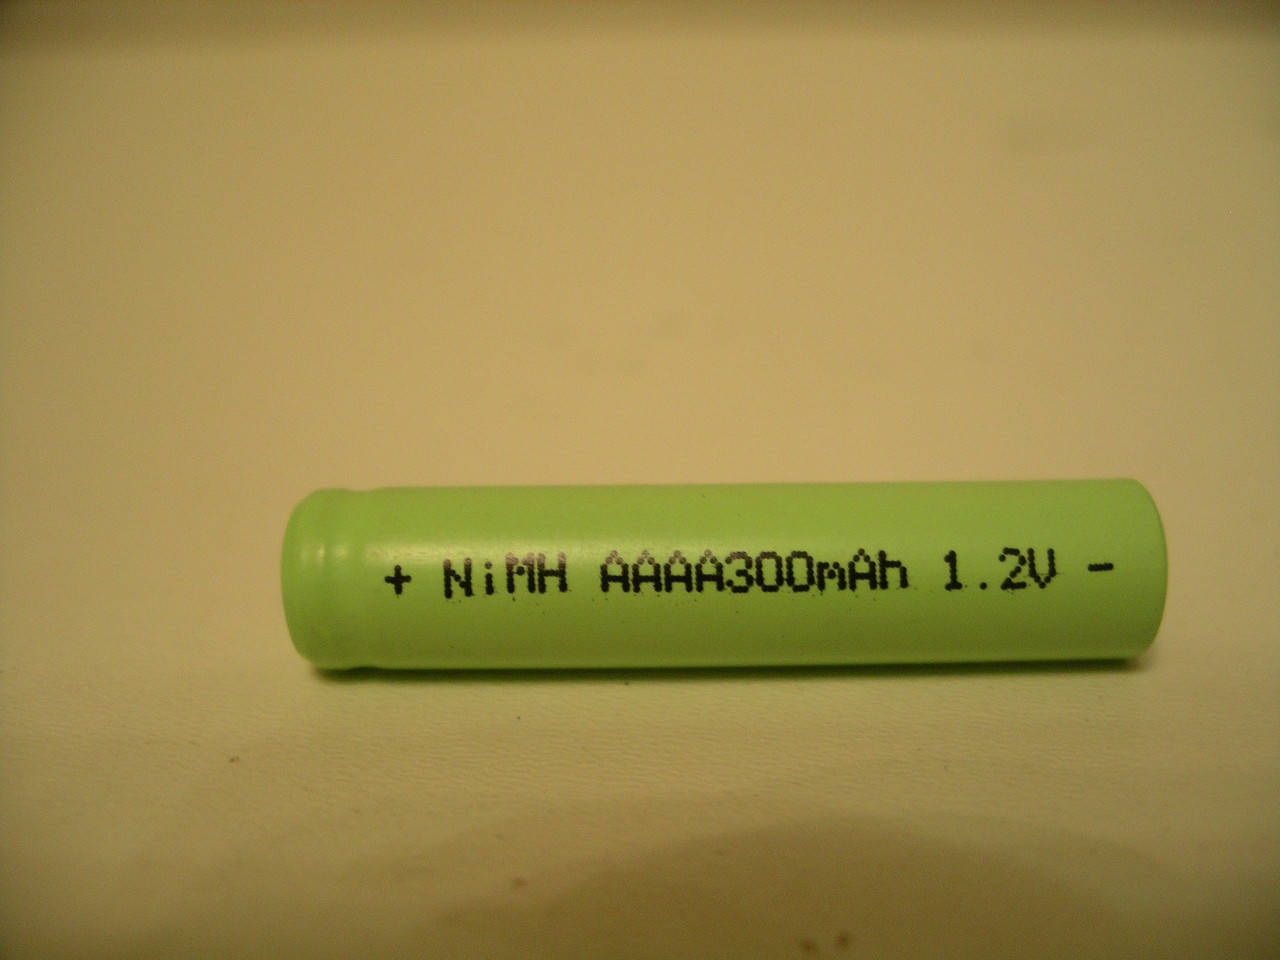 + NiMH AAAA300mAh 1.2V -